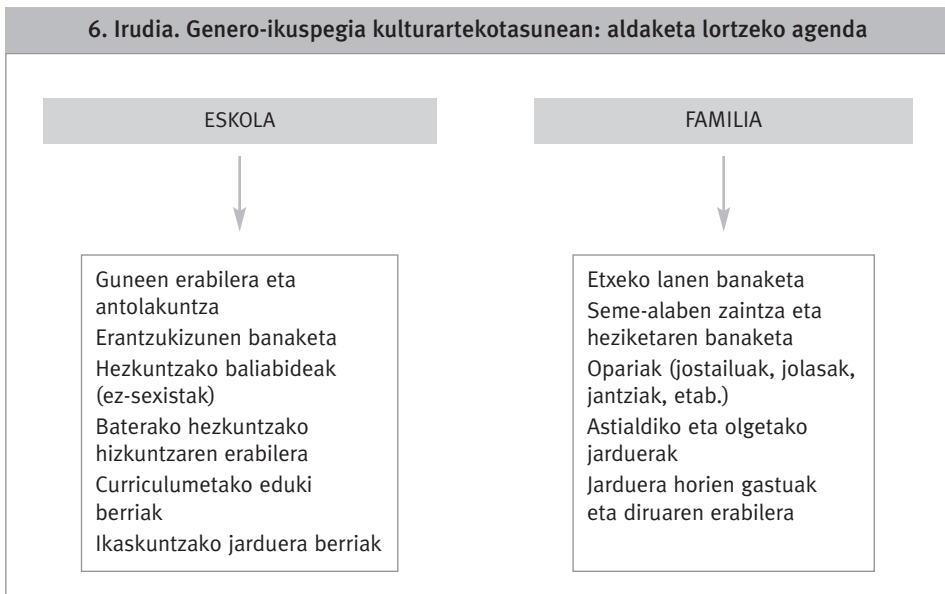 6. Irudia. Genero-ikuspegia kulturartekotasunean: aldaketa lortzeko agenda
ESKOLA
Guneen erabilera eta
antolakuntza
Erantzukizunen banaketa
Hezkuntzako baliabideak
(ez-sexistak)
Baterako hezkuntzako
hizkuntzaren erabilera
Curriculumetako eduki
berriak
Ikaskuntzako jarduera berriak
FAMILIA
Etxeko lanen banaketa
Seme-alaben zaintza eta
heziketaren banaketa
Opariak (jostailuak, jolasak,
jantziak, etab.)
Astialdiko eta olgetako
jarduerak
Jarduera horien gastuak
eta diruaren erabilera